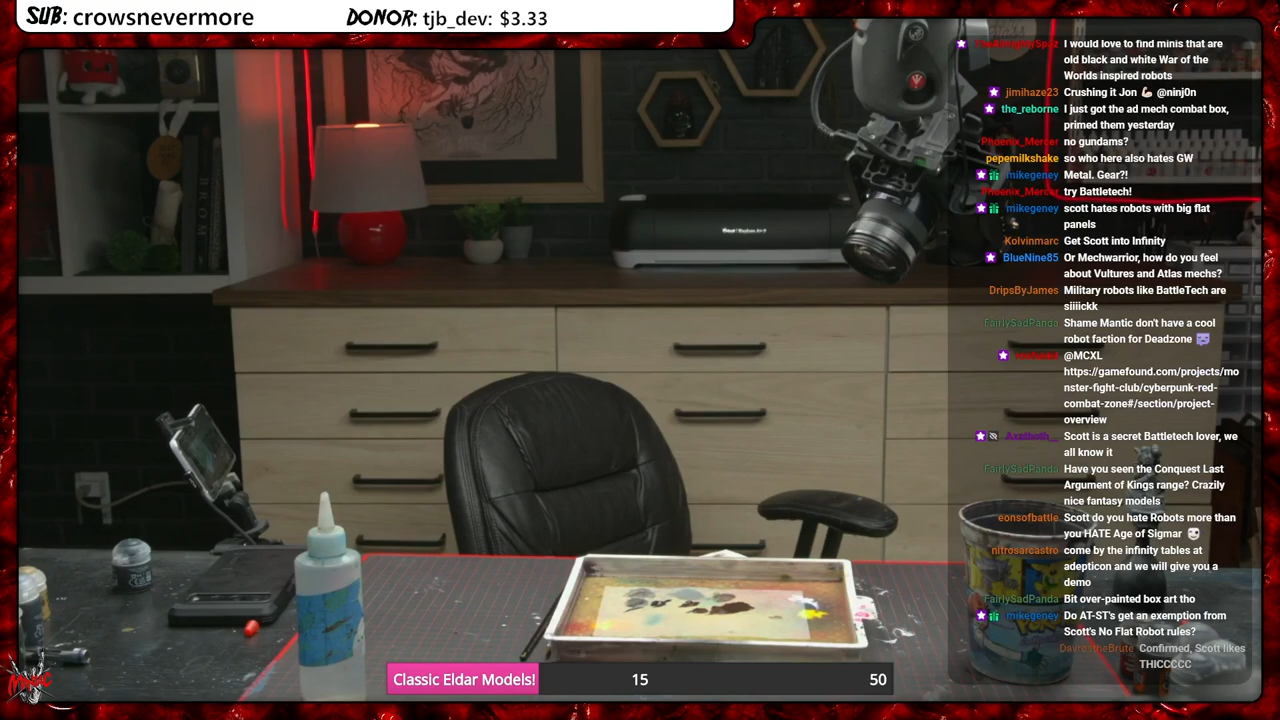 SUB: crowsnevermore
DONOR: tjb_dev: $3.33
I would love to find minis that are
old black and white War of the
Worlds inspired robots
jimihaze23 Crushing it Jon 💪🏼 @ninj0n
the_reborne I just got the ad mech combat box,
primed them yesterday
Phoenix_Mercer no gundams?
pepemilkshake so who here also hates GW
mikegeney Metal. Gear?!
Phoenix_Mercer try Battletech!
mikegeney scott hates robots with big flat
panels
Kolvinmarc Get Scott into Infinity
BlueNine85 Or Mechwarrior, how do you feel
about Vultures and Atlas mechs?
DripsByJames Military robots like BattleTech are
siiiickk
FairlySadPanda Shame Mantic don't have a cool
robot faction for Deadzone
@MCXL
https://gamefound.com/projects/mo
nster-fight-club/cyberpunk-red-
combat-zone#/section/project-
overview
Scott is a secret Battletech lover, we
all know it
FairlySadPanda Have you seen the Conquest Last
Argument of Kings range? Crazily
nice fantasy models
eonsofbattle Scott do you hate Robots more than
you HATE Age of Sigmar
nitrosarcastro come by the infinity tables at
adepticon and we will give you a
demo
FairlySadPanda Bit over-painted box art tho
mikegeney Do AT-ST's get an exemption from
Scott's No Flat Robot rules?
DavrostheBrute Confirmed, Scott likes
THICCCCC
Classic Eldar Models! 15 50